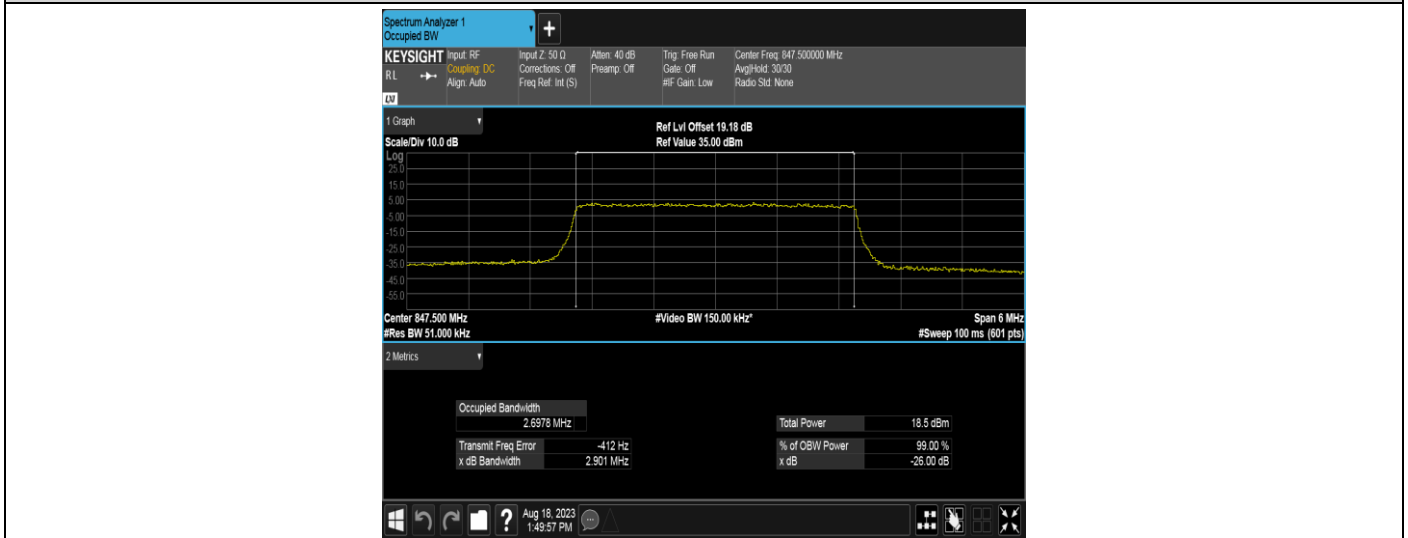 Spectrum Analyzer 1
Occupied BW
+
KEYSIGHT Input: RF Input Z: 50 Ω Atten: 40 dB Trig: Free Run Center Freq: 847.500000 MHz
Coupling: DC Corrections: Off Preamp: Off Gate: Off Avg|Hold: 30/30
RL Align: Auto Freq Ref: Int (S) #IF Gain: Low Radio Std: None
LXI
1 Graph Ref Lvl Offset 19.18 dB
Scale/Div 10.0 dB Ref Value 35.00 dBm
Log
25.0
15.0
5.00
-5.00
-15.0
-25.0
-35.0
-45.0
-55.0
Center 847.500 MHz #Video BW 150.00 kHz* Span 6 MHz
#Res BW 51.000 kHz #Sweep 100 ms (601 pts)
2 Metrics
Occupied Bandwidth
2.6978 MHz Total Power 18.5 dBm
Transmit Freq Error -412 Hz % of OBW Power 99.00 %
x dB Bandwidth 2.901 MHz x dB -26.00 dB
? Aug 18, 2023
1:49:57 PM